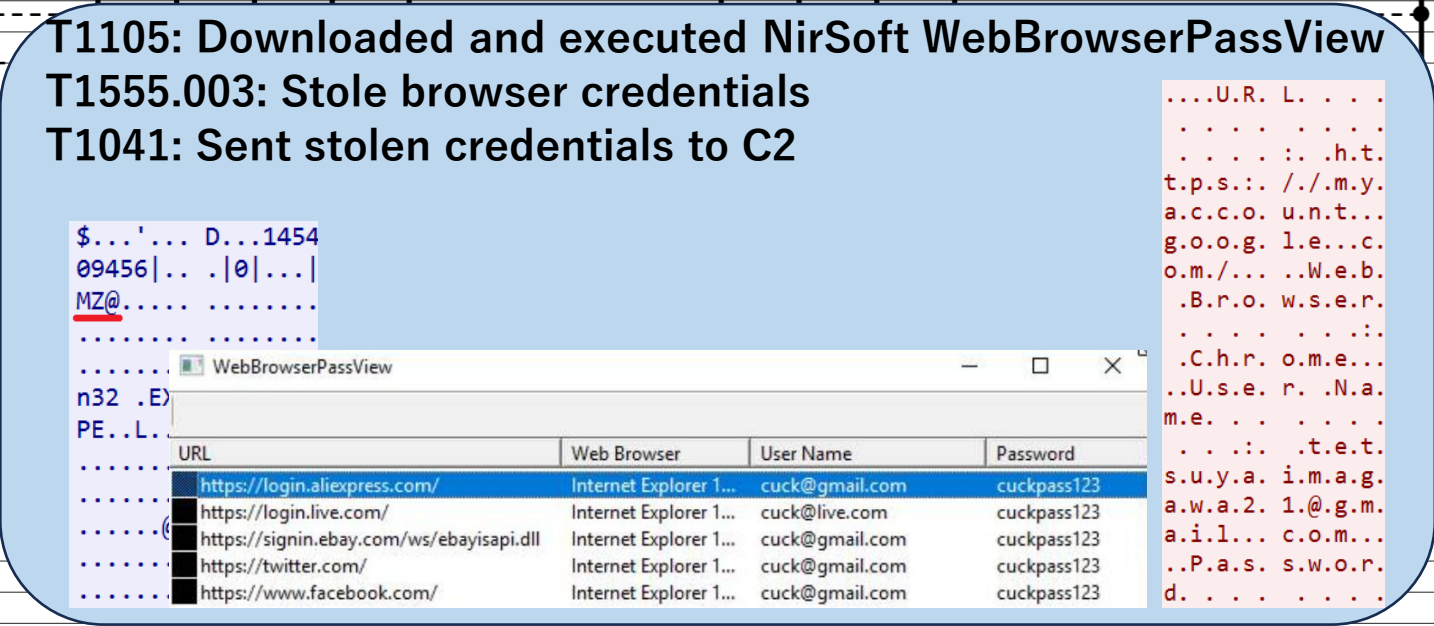 T1105: Downloaded and executed NirSoft WebBrowserPassView
T1555.003: Stole browser credentials
T1041: Sent stolen credentials to C2
$...'... D...1454
09456|.. .|0|...|
MZ@..... ........
........ ........
.......
n32 .EX
PE..L..
.......
.......
......@
.......
.......
WebBrowserPassView
URL Web Browser User Name Password
https://login.aliexpress.com/ Internet Explorer 1... cuck@gmail.com cuckpass123
https://login.live.com/ Internet Explorer 1... cuck@live.com cuckpass123
https://signin.ebay.com/ws/ebayisapi.dll Internet Explorer 1... cuck@gmail.com cuckpass123
https://twitter.com/ Internet Explorer 1... cuck@gmail.com cuckpass123
https://www.facebook.com/ Internet Explorer 1... cuck@gmail.com cuckpass123
....U.R. L. . . .
. . . . . . . .
. . . . :. .h.t.
t.p.s.:. /./.m.y.
a.c.c.o. u.n.t...
g.o.o.g. l.e...c.
o.m./... ..W.e.b.
.B.r.o. w.s.e.r.
. . . . . . .:.
.C.h.r. o.m.e...
..U.s.e. r. .N.a.
m.e. . . . . . .
. . .:. .t.e.t.
s.u.y.a. i.m.a.g.
a.w.a.2. 1.@.g.m.
a.i.l... c.o.m...
..P.a.s. s.w.o.r.
d. . . . . . . .